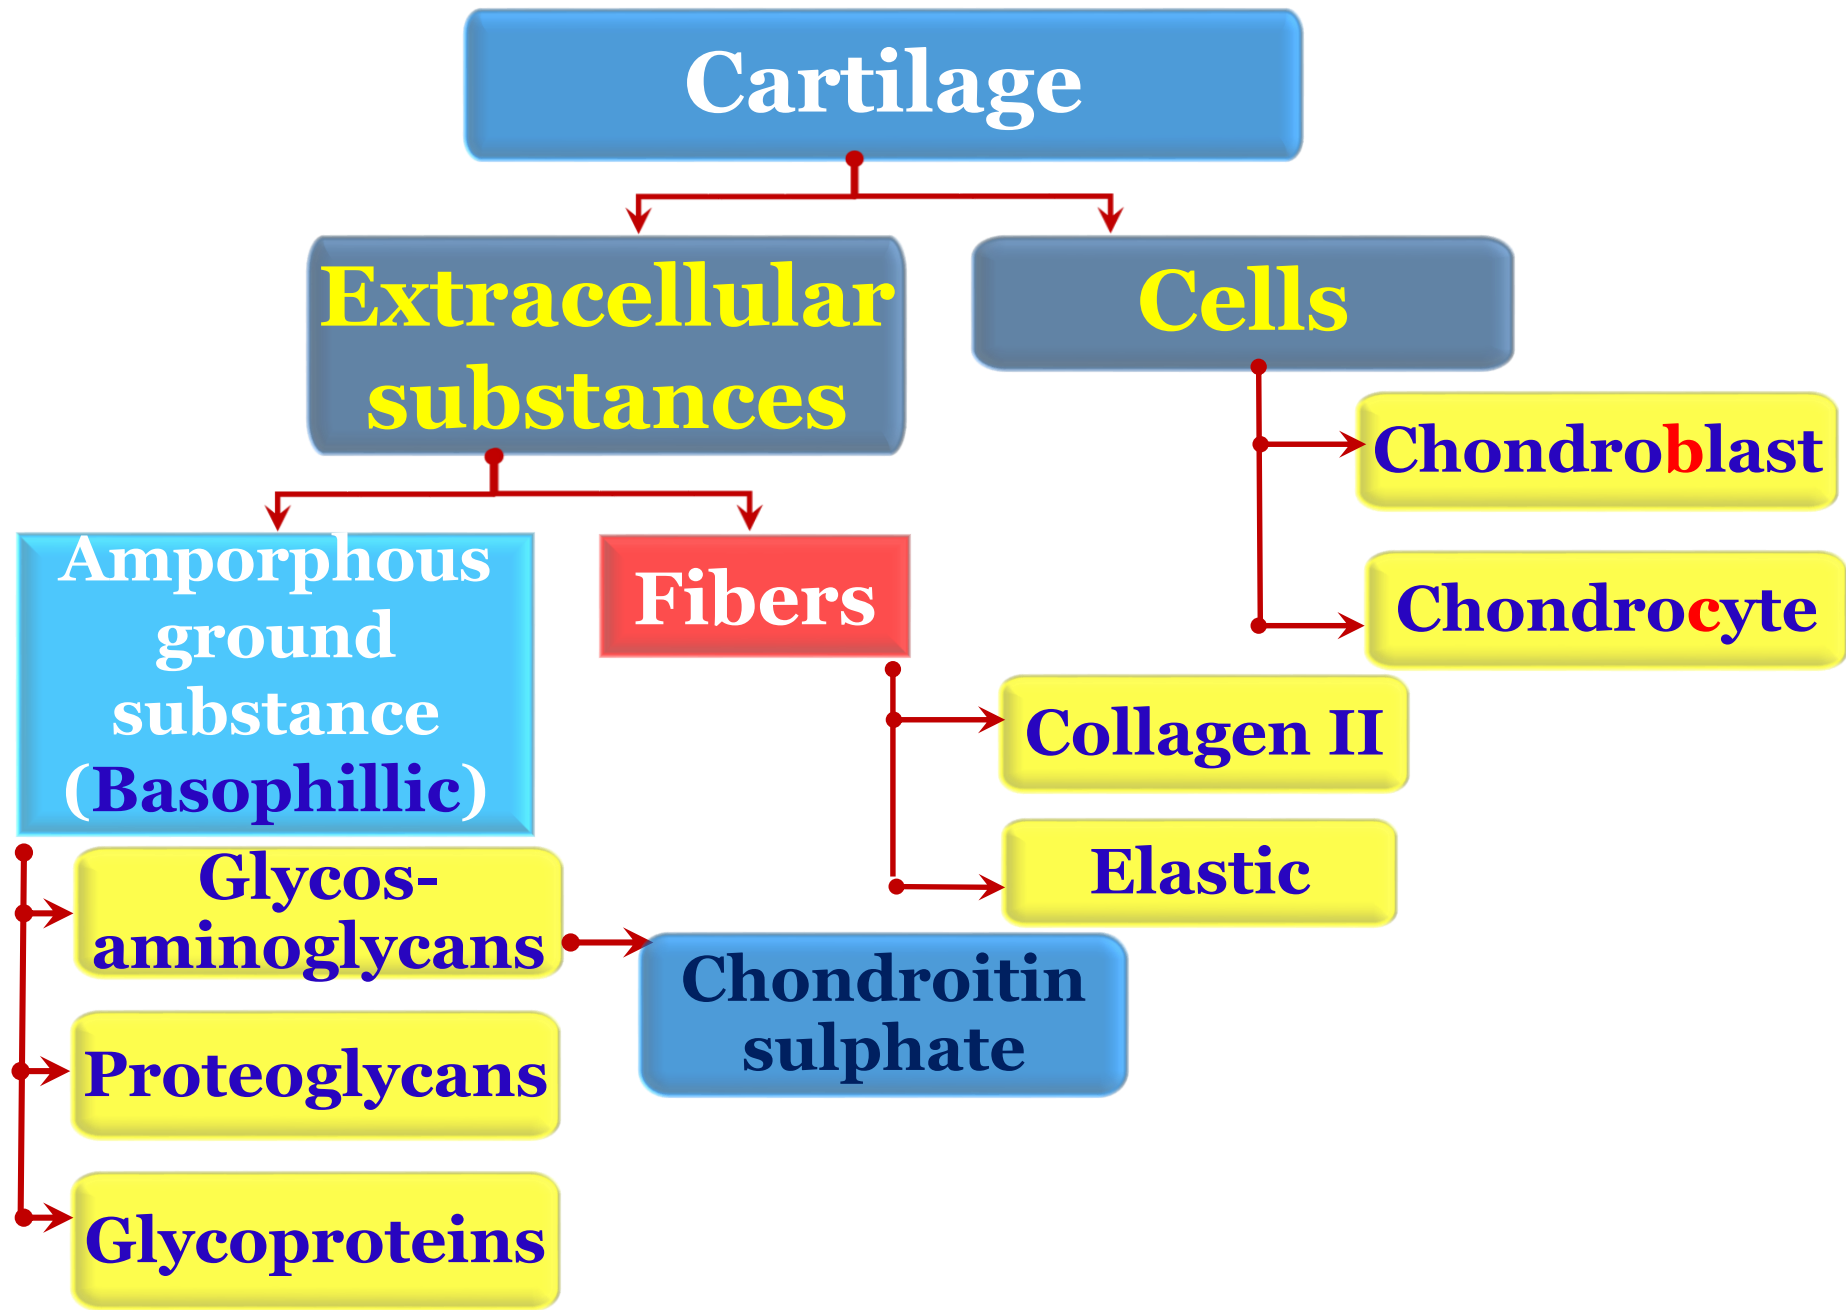 Cartilage
Extracellular
substances
Cells
Chondroblast
Chondrocyte
Amporphous
ground
substance
(Basophillic)
Fibers
Collagen II
Elastic
Glycos-
aminoglycans
Chondroitin
sulphate
Proteoglycans
Glycoproteins